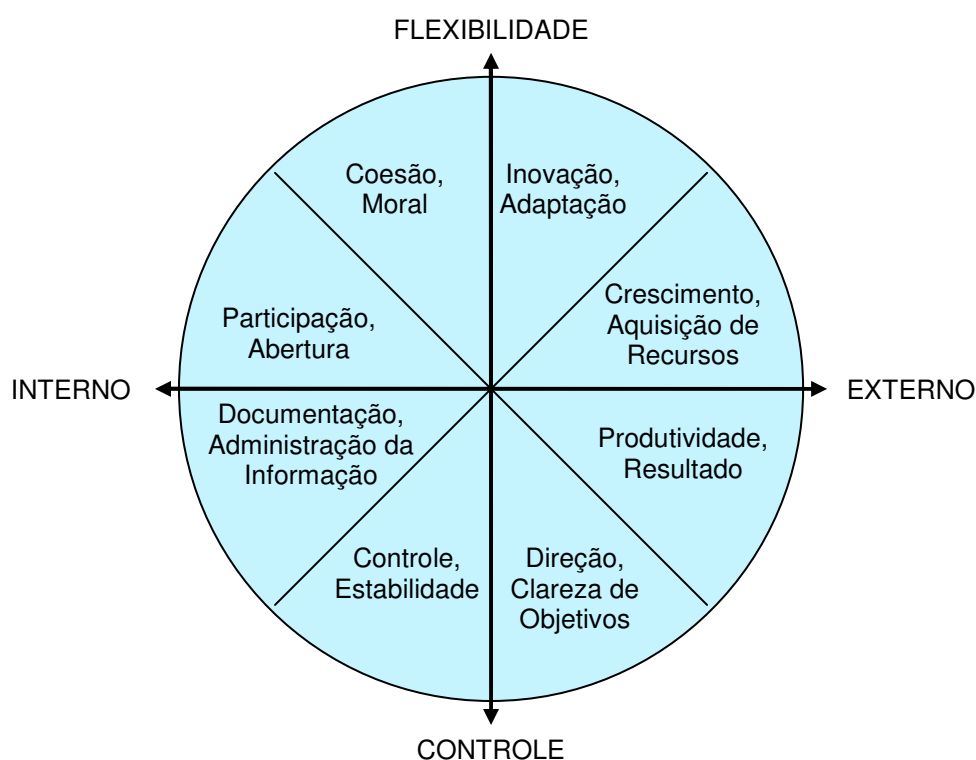 FLEXIBILIDADE
Coesão,
Moral
Inovação,
Adaptação
Participação,
Abertura
Crescimento,
Aquisição de
Recursos
INTERNO
EXTERNO
Documentação,
Administração da
Informação
Produtividade,
Resultado
Controle,
Estabilidade
Direção,
Clareza de
Objetivos
CONTROLE